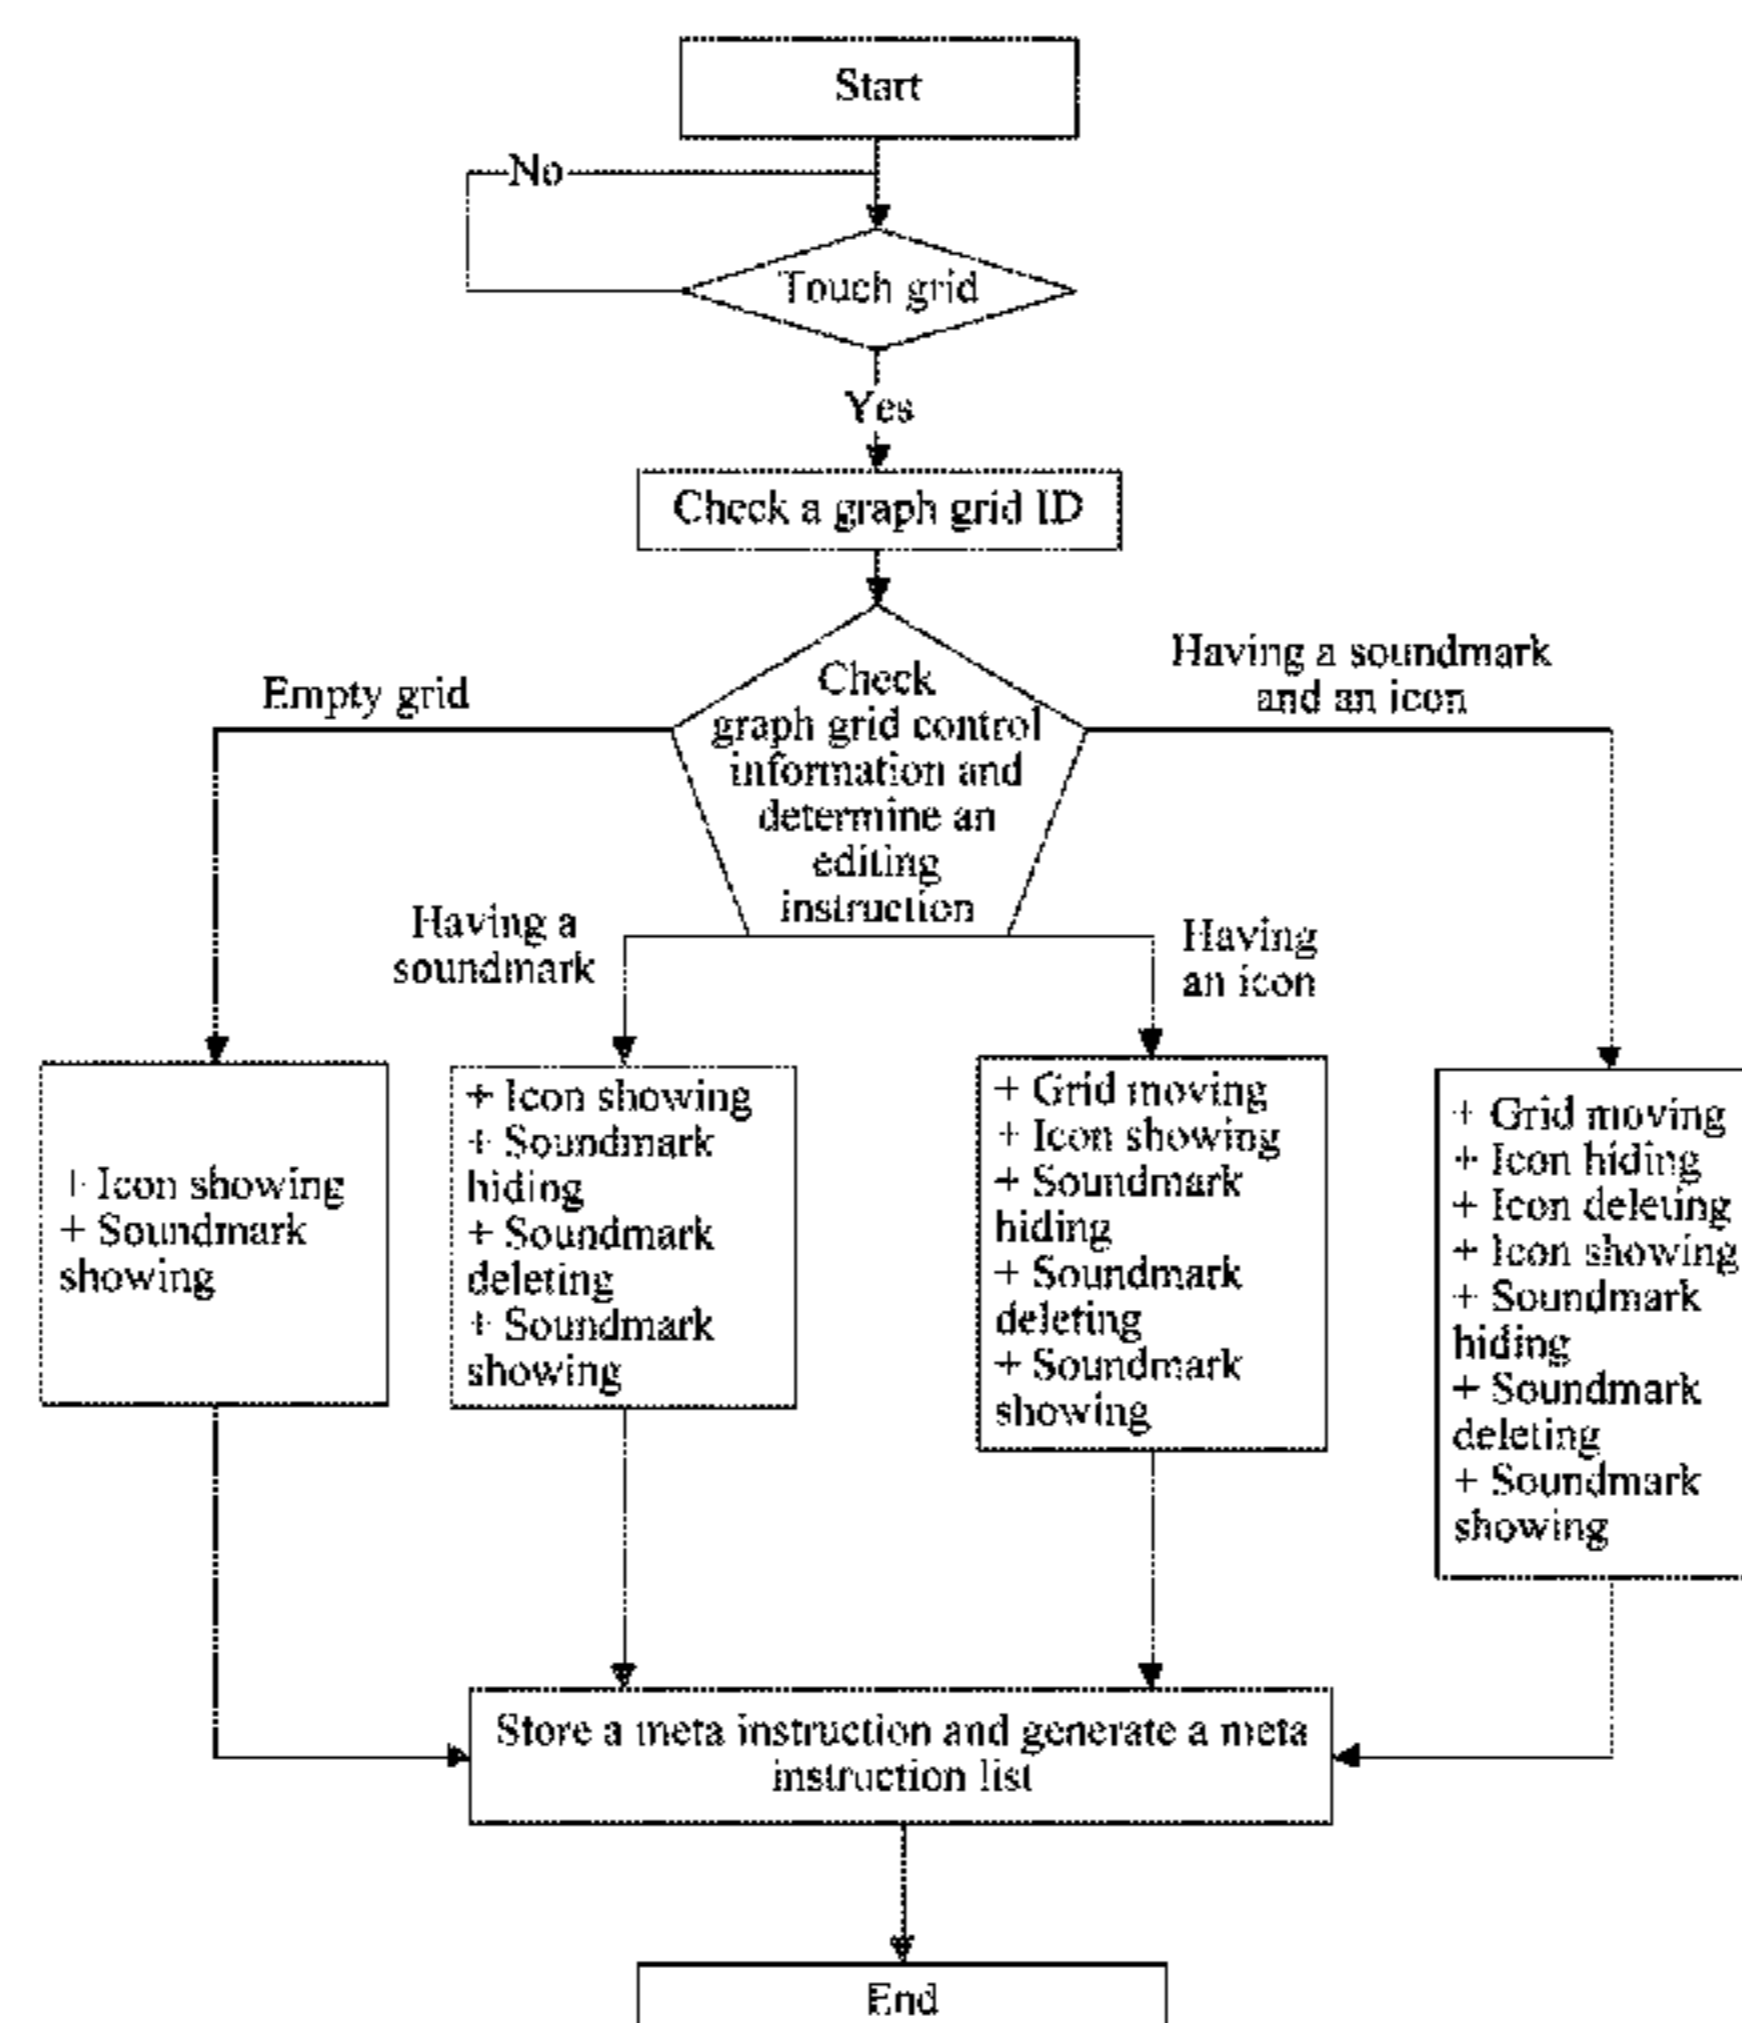 Start
No
Touch grid
Yes
Check a graph grid ID
Empty grid
Check
graph grid control
information and
determine an
editing
instruction
Having a soundmark
and an icon
Having a
soundmark
Having
an icon
+ Icon showing
+ Soundmark
showing
+ Icon showing
+ Soundmark
hiding
+ Soundmark
deleting
+ Soundmark
showing
+ Grid moving
+ Icon showing
+ Soundmark
hiding
+ Soundmark
deleting
+ Soundmark
showing
+ Grid moving
+ Icon hiding
+ Icon deleting
+ Icon showing
+ Soundmark
hiding
+ Soundmark
deleting
+ Soundmark
showing
Store a meta instruction and generate a meta
instruction list
End